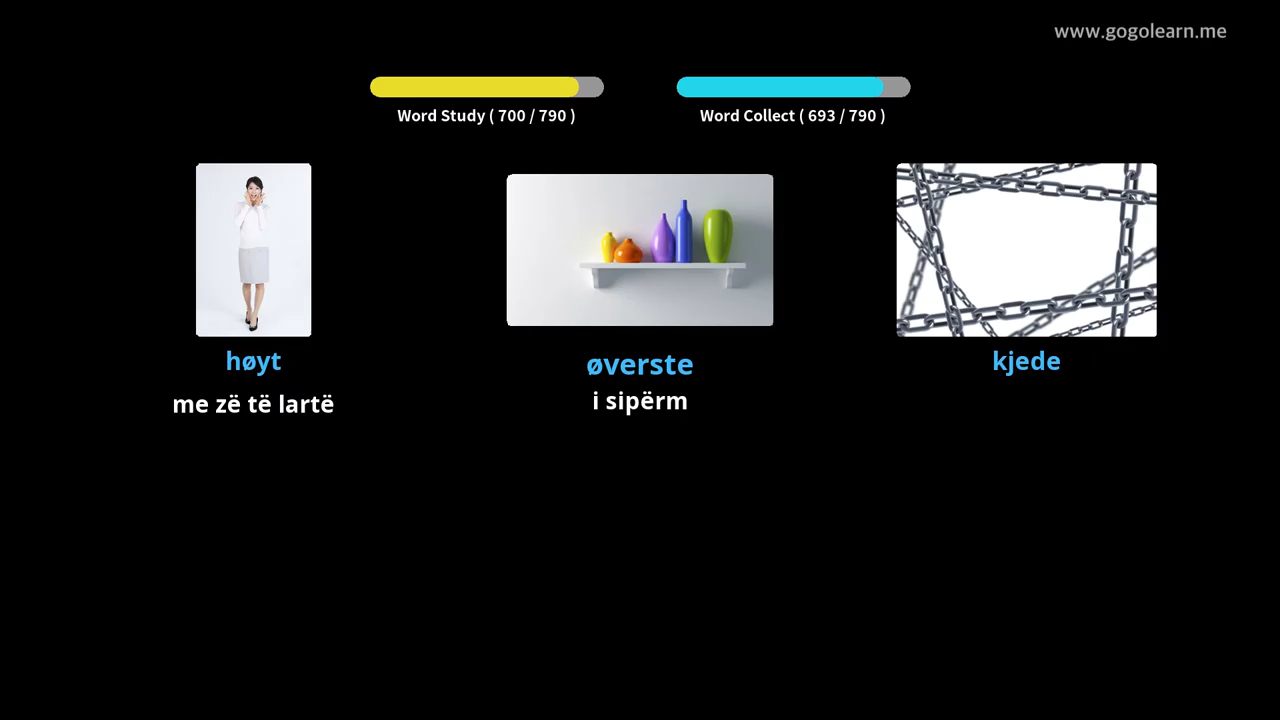 www.gogolearn.me
Word Study ( 700 / 790 )
Word Collect ( 693 / 790 )
høyt
me zë të lartë
øverste
i sipërm
kjede